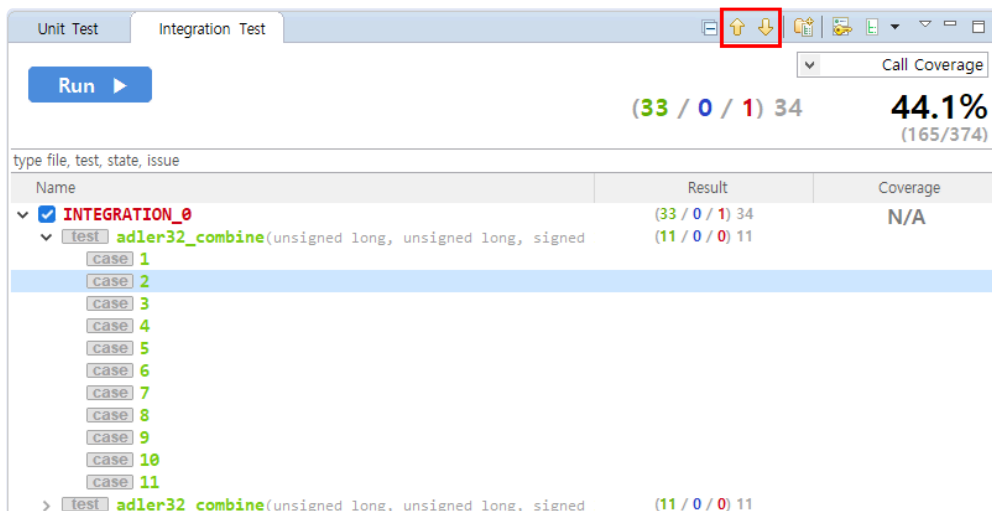 Unit Test Integration Test
Call Coverage
Run
(33 / 0 / 1) 34 44.1%
(165/374)
type file, test, state, issue
Name Result Coverage
INTEGRATION_0 (33 / 0 / 1) 34 N/A
test adler32_combine(unsigned long, unsigned long, signed (11 / 0 / 0) 11
case 1
case 2
case 3
case 4
case 5
case 6
case 7
case 8
case 9
case 10
case 11
test adler32_combine(unsigned long, unsigned long, signed (11 / 0 / 0) 11